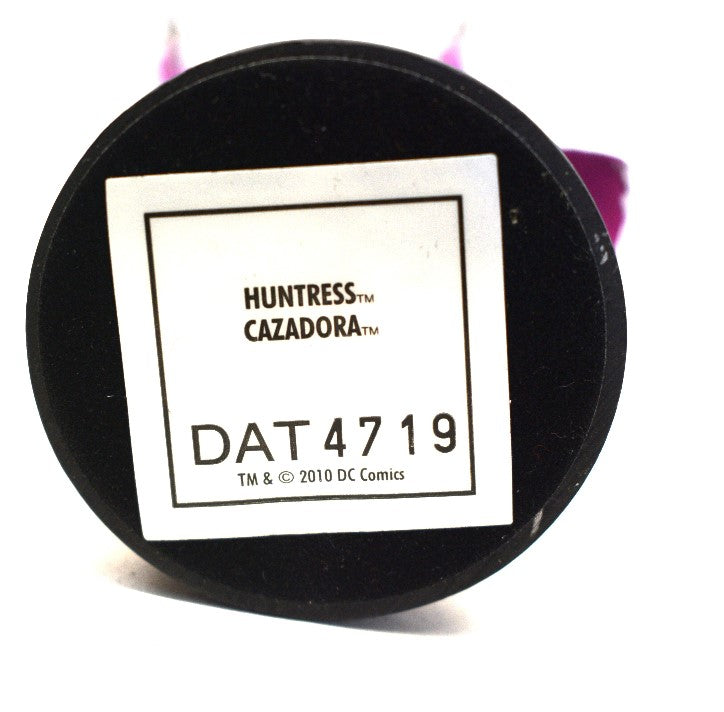 HUNTRESS™
CAZADORA™
DAT 4719
TM & © 2010 DC Comics